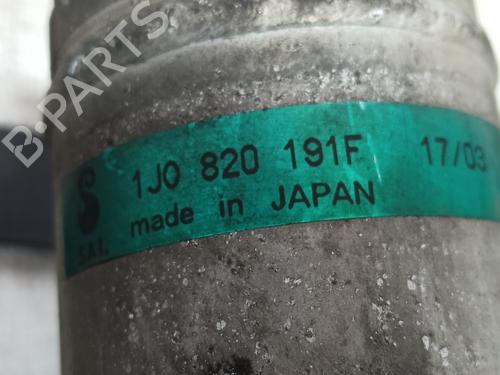 B-PARTS
1J0 820 191F 17/03
made in JAPAN
S.A.I.